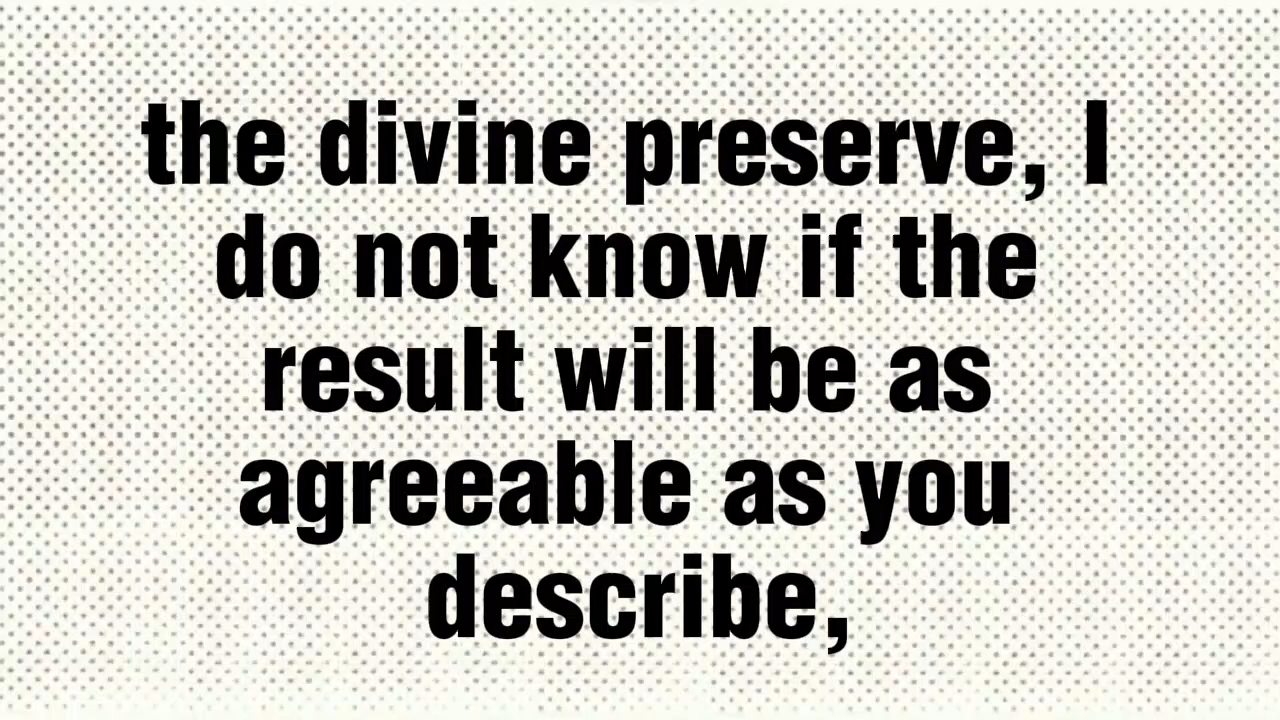 the divine preserve, I
do not know if the
result will be as
agreeable as you
describe,